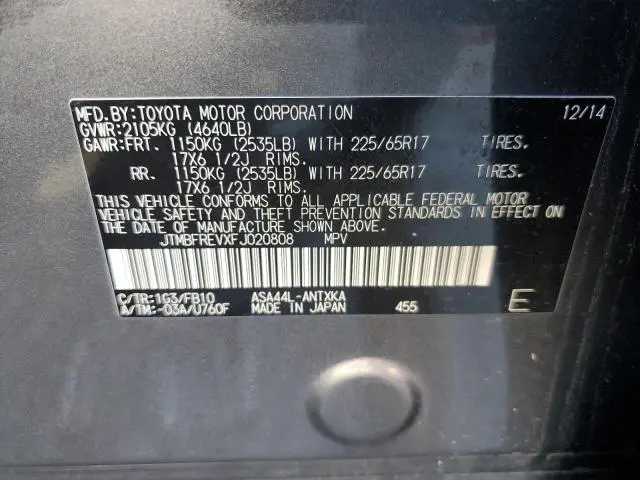 MFD.BY:TOYOTA MOTOR CORPORATION 12/14
GVWR:2105KG (4640LB)
GAWR:FRT. 1150KG (2535LB) WITH 225/65R17 TIRES.
17X6 1/2J RIMS.
RR. 1150KG (2535LB) WITH 225/65R17 TIRES.
17X6 1/2J RIMS.
THIS VEHICLE CONFORMS TO ALL APPLICABLE FEDERAL MOTOR
VEHICLE SAFETY AND THEFT PREVENTION STANDARDS IN EFFECT ON
THE DATE OF MANUFACTURE SHOWN ABOVE.
JTMBFREVXFJ020808 MPV
C/TR:1G3/FB10 ASA44L-ANTXKA E
A/TM:-03A/U760F MADE IN JAPAN 455